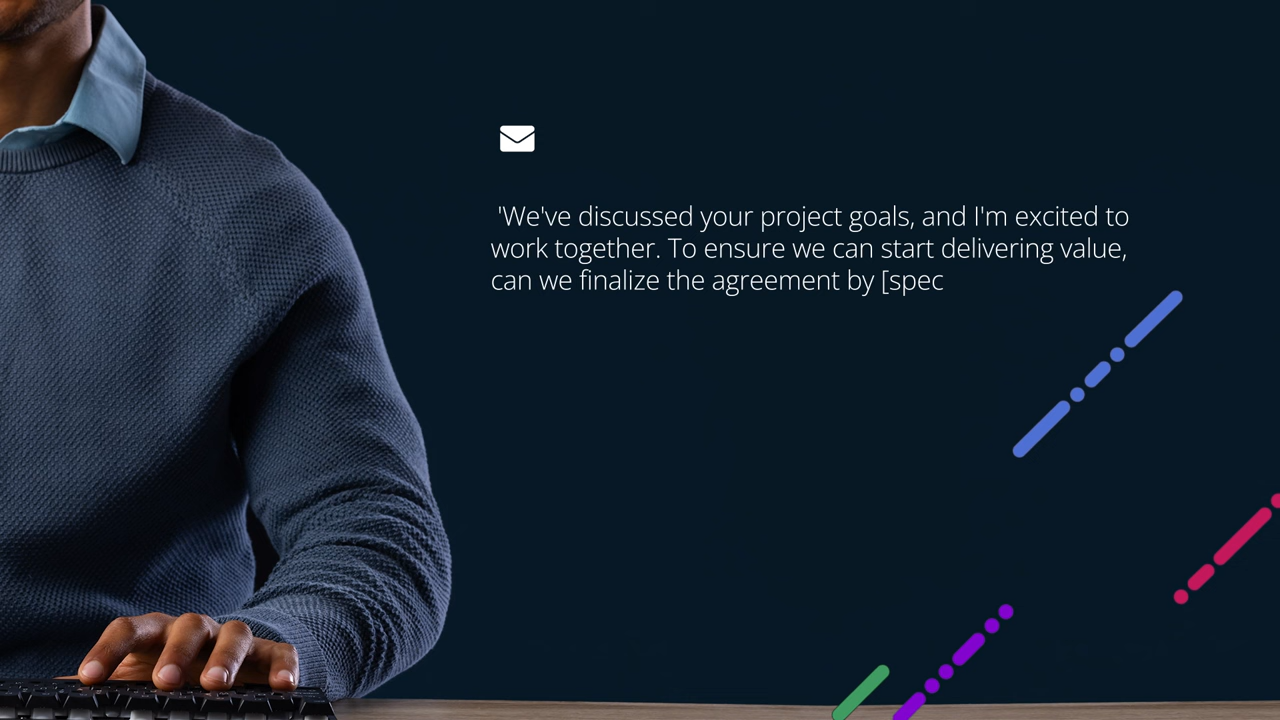 'We've discussed your project goals, and I'm excited to
work together. To ensure we can start delivering value,
can we finalize the agreement by [spec